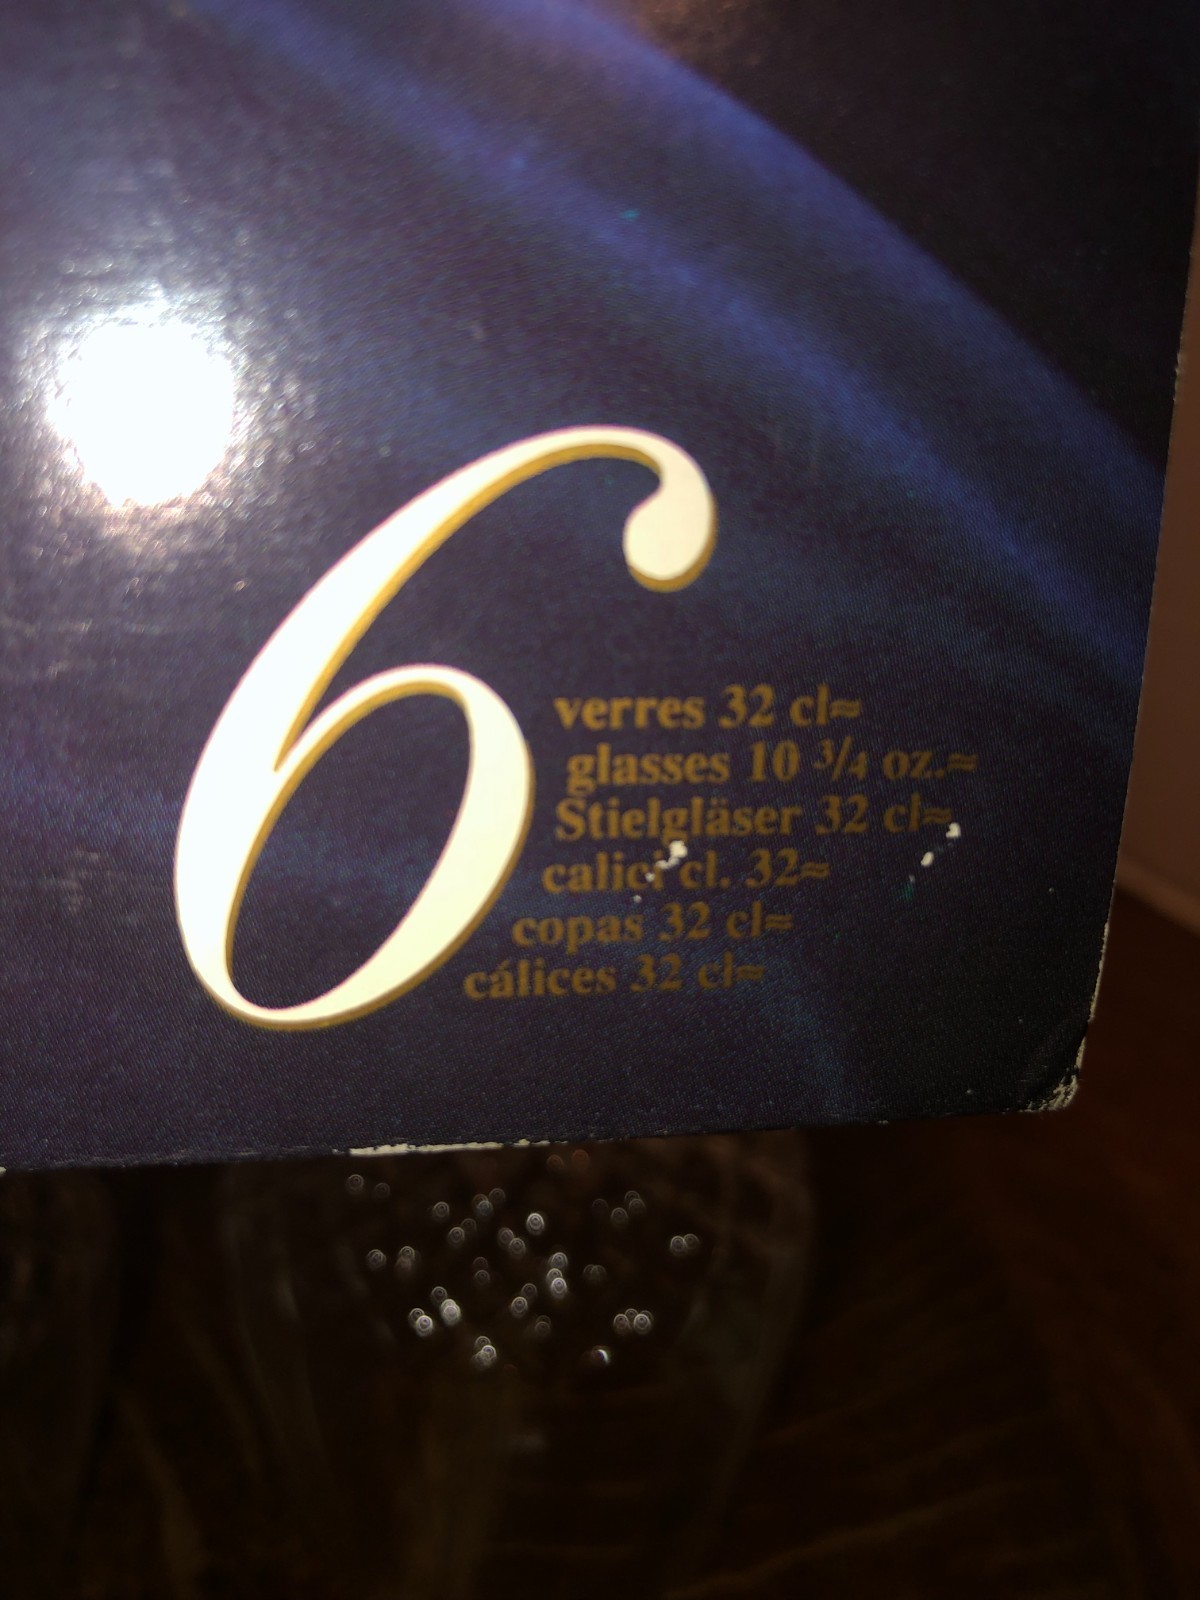 6
verres 32 cl≈
glasses 10 3/4 oz.≈
Stielgläser 32 cl≈
calici cl. 32≈
copas 32 cl≈
cálices 32 cl≈